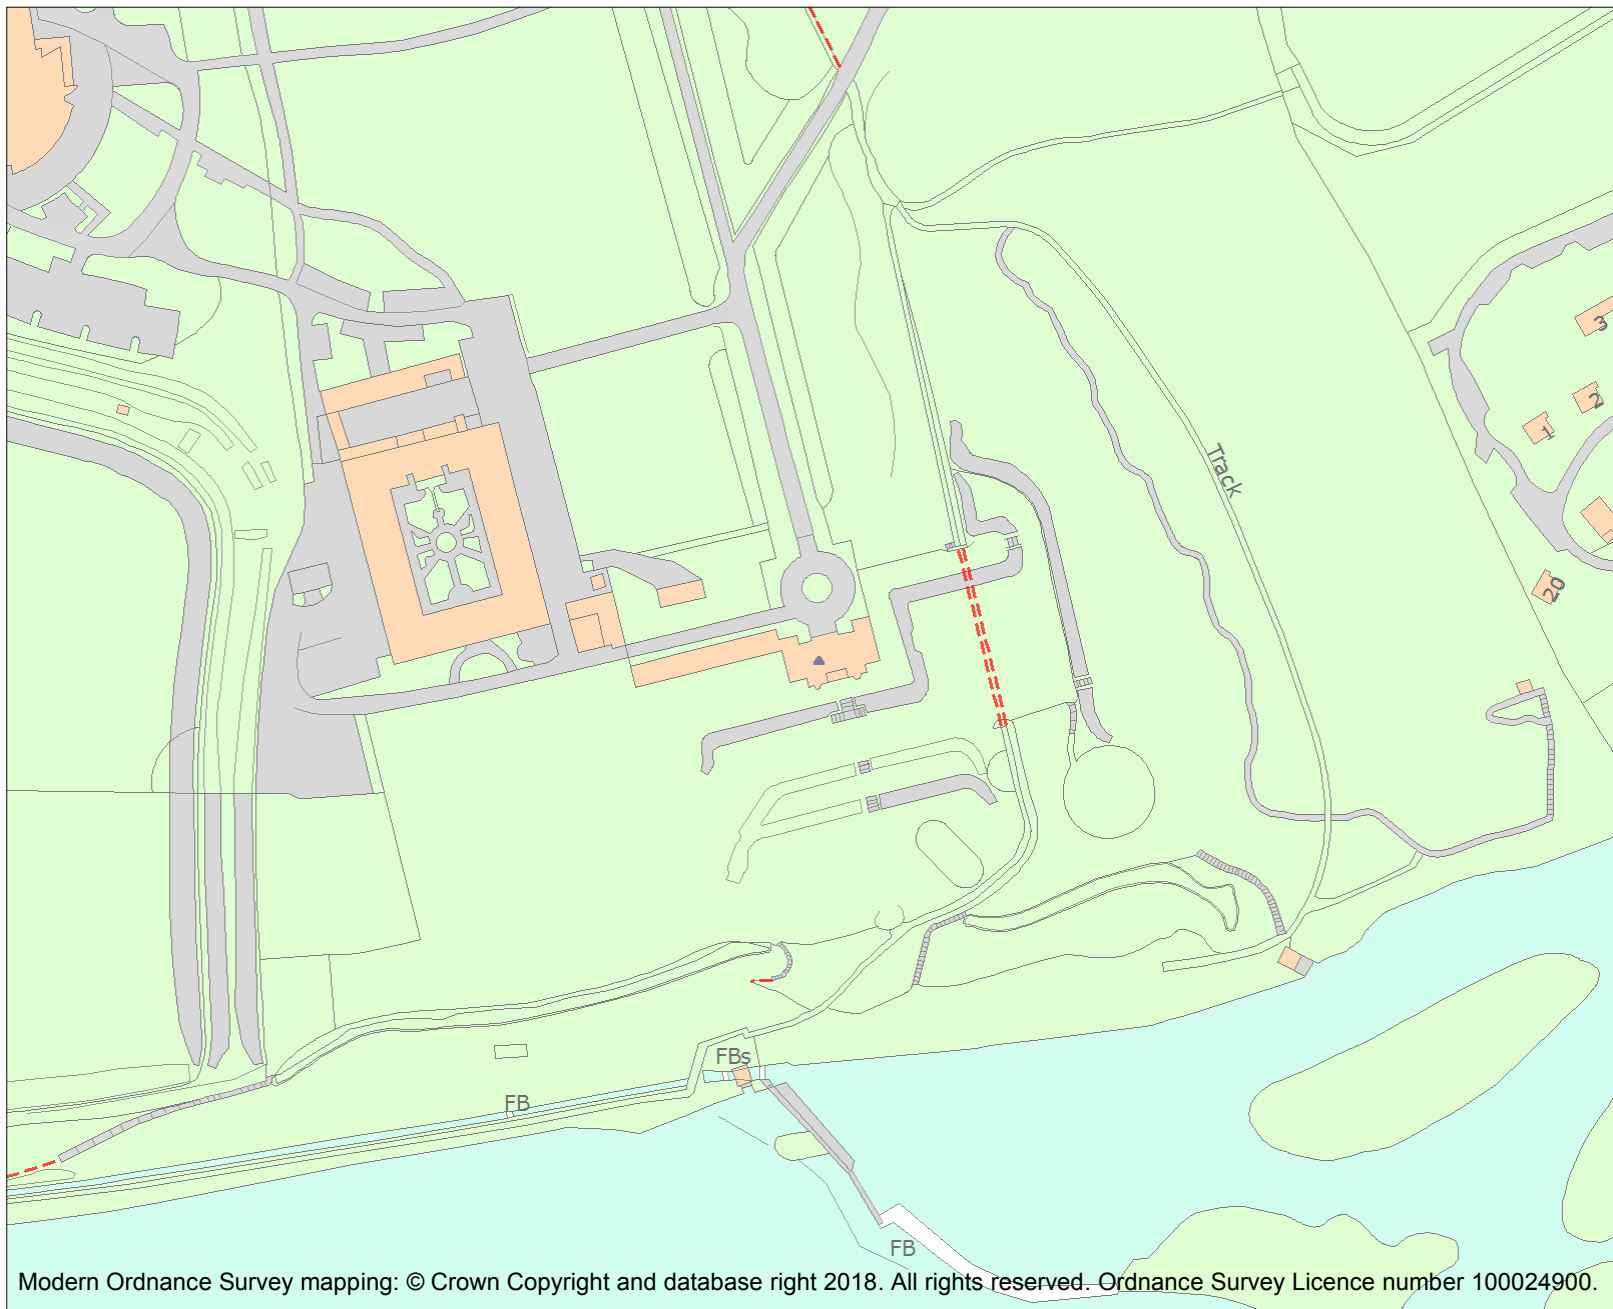 3
2
1
Track
20
FBs
FB
FB
Modern Ordnance Survey mapping: © Crown Copyright and database right 2018. All rights reserved. Ordnance Survey Licence number 100024900.